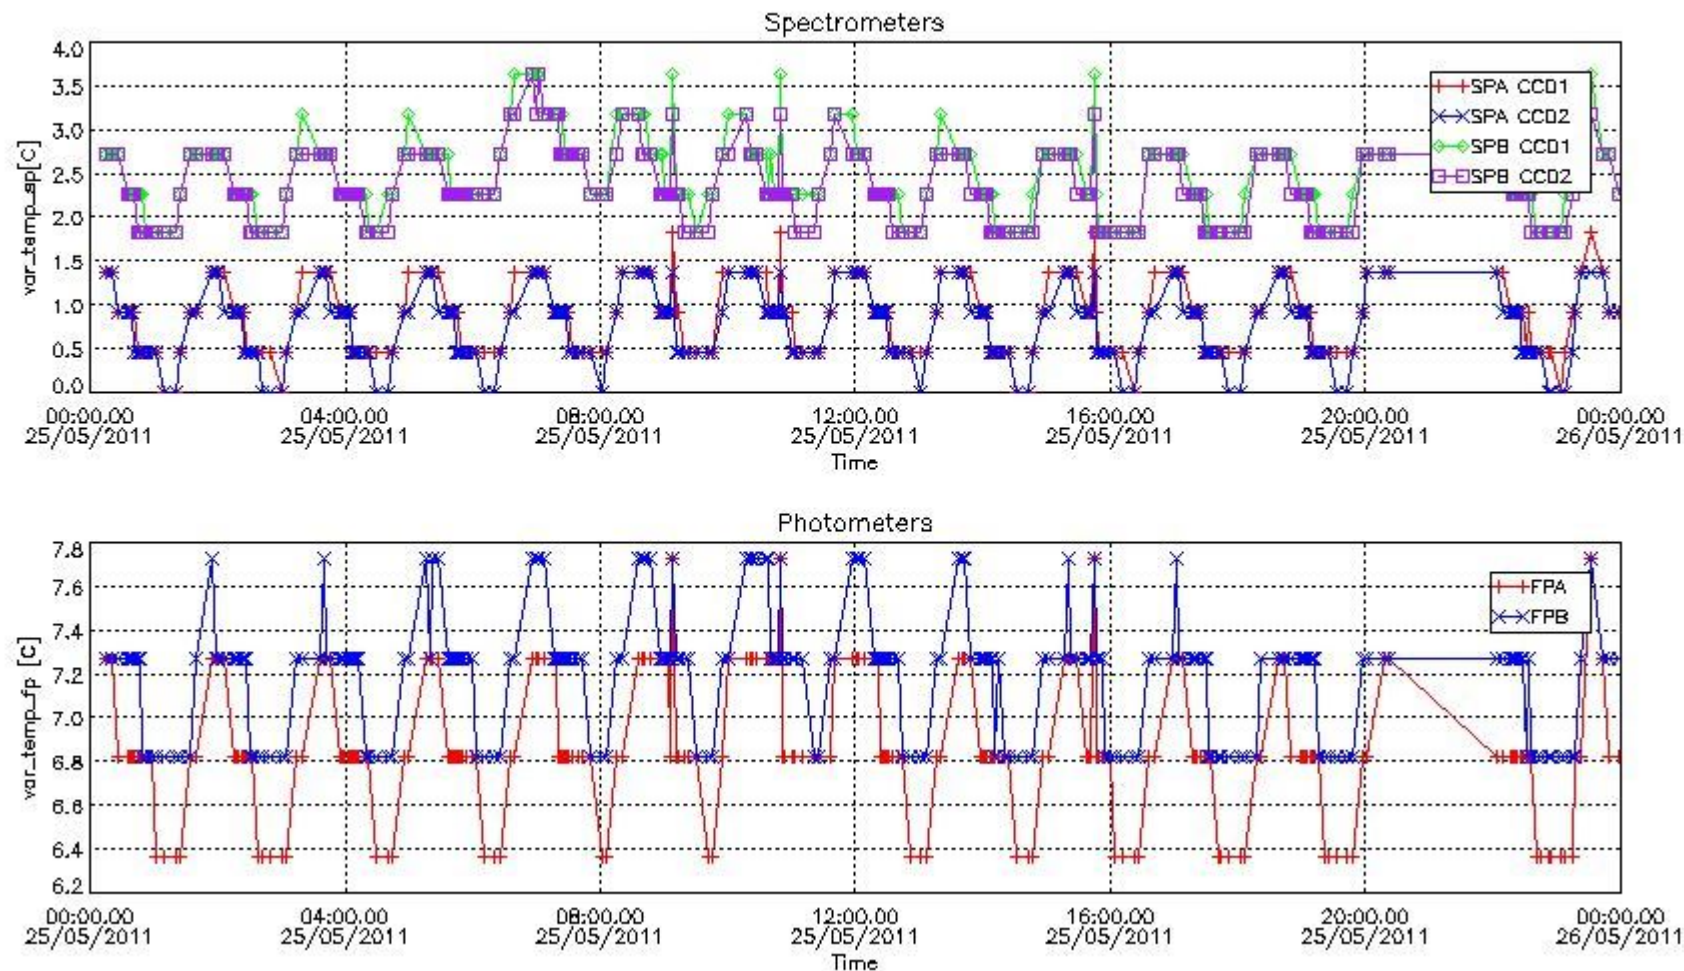 Spectrometers
var_temp_sp[C]
4.0
3.5
3.0
2.5
2.0
1.5
1.0
0.5
0.0
SPA CCD1
SPA CCD2
SPB CCD1
SPB CCD2
00:00.00 04:00.00 08:00.00 12:00.00 16:00.00 20:00.00 00:00.00
25/05/2011 25/05/2011 25/05/2011 25/05/2011 25/05/2011 25/05/2011 26/05/2011
Time
Photometers
var_temp_fp [C]
7.8
7.6
7.4
7.2
7.0
6.8
6.6
6.4
6.2
FPA
FPB
00:00.00 04:00.00 08:00.00 12:00.00 16:00.00 20:00.00 00:00.00
25/05/2011 25/05/2011 25/05/2011 25/05/2011 25/05/2011 25/05/2011 26/05/2011
Time